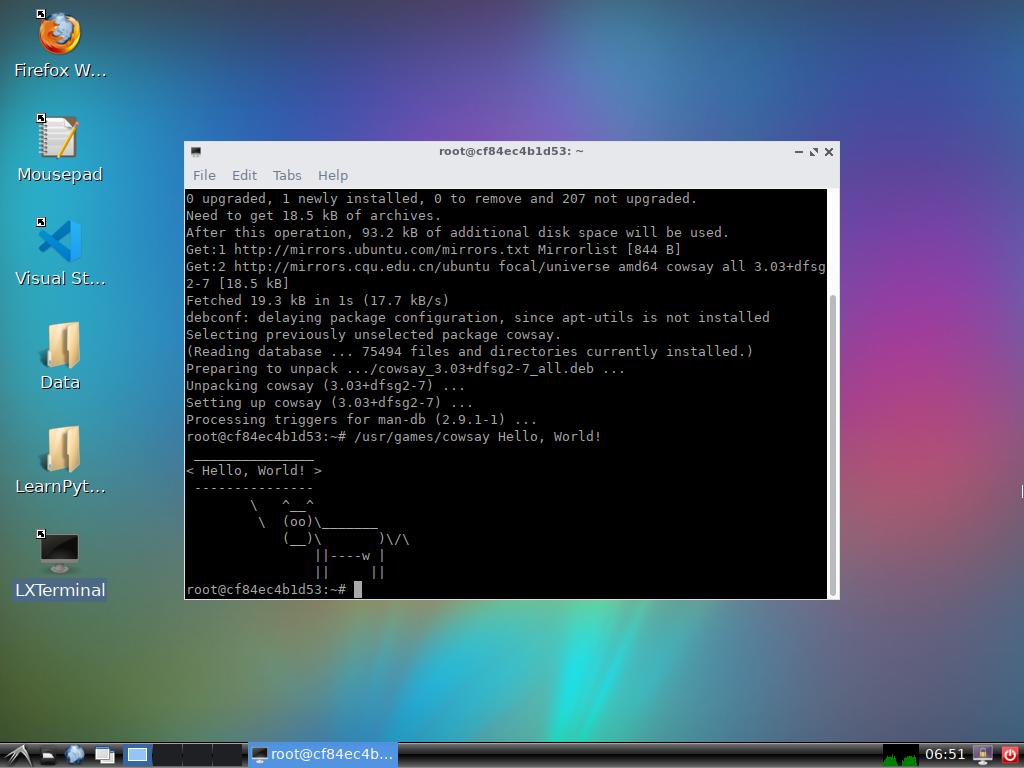 Firefox W...
Mousepad
Visual St...
Data
LearnPyt...
LXTerminal
root@cf84ec4b1d53: ~
File Edit Tabs Help
0 upgraded, 1 newly installed, 0 to remove and 207 not upgraded.
Need to get 18.5 kB of archives.
After this operation, 93.2 kB of additional disk space will be used.
Get:1 http://mirrors.ubuntu.com/mirrors.txt Mirrorlist [844 B]
Get:2 http://mirrors.cqu.edu.cn/ubuntu focal/universe amd64 cowsay all 3.03+dfsg
2-7 [18.5 kB]
Fetched 19.3 kB in 1s (17.7 kB/s)
debconf: delaying package configuration, since apt-utils is not installed
Selecting previously unselected package cowsay.
(Reading database ... 75494 files and directories currently installed.)
Preparing to unpack .../cowsay_3.03+dfsg2-7_all.deb ...
Unpacking cowsay (3.03+dfsg2-7) ...
Setting up cowsay (3.03+dfsg2-7) ...
Processing triggers for man-db (2.9.1-1) ...
root@cf84ec4b1d53:~# /usr/games/cowsay Hello, World!
 _______________
< Hello, World! >
 ---------------
        \   ^__^
         \  (oo)\_______
            (__)\       )\/\
                ||----w |
                ||     ||
root@cf84ec4b1d53:~#
root@cf84ec4b...
06:51